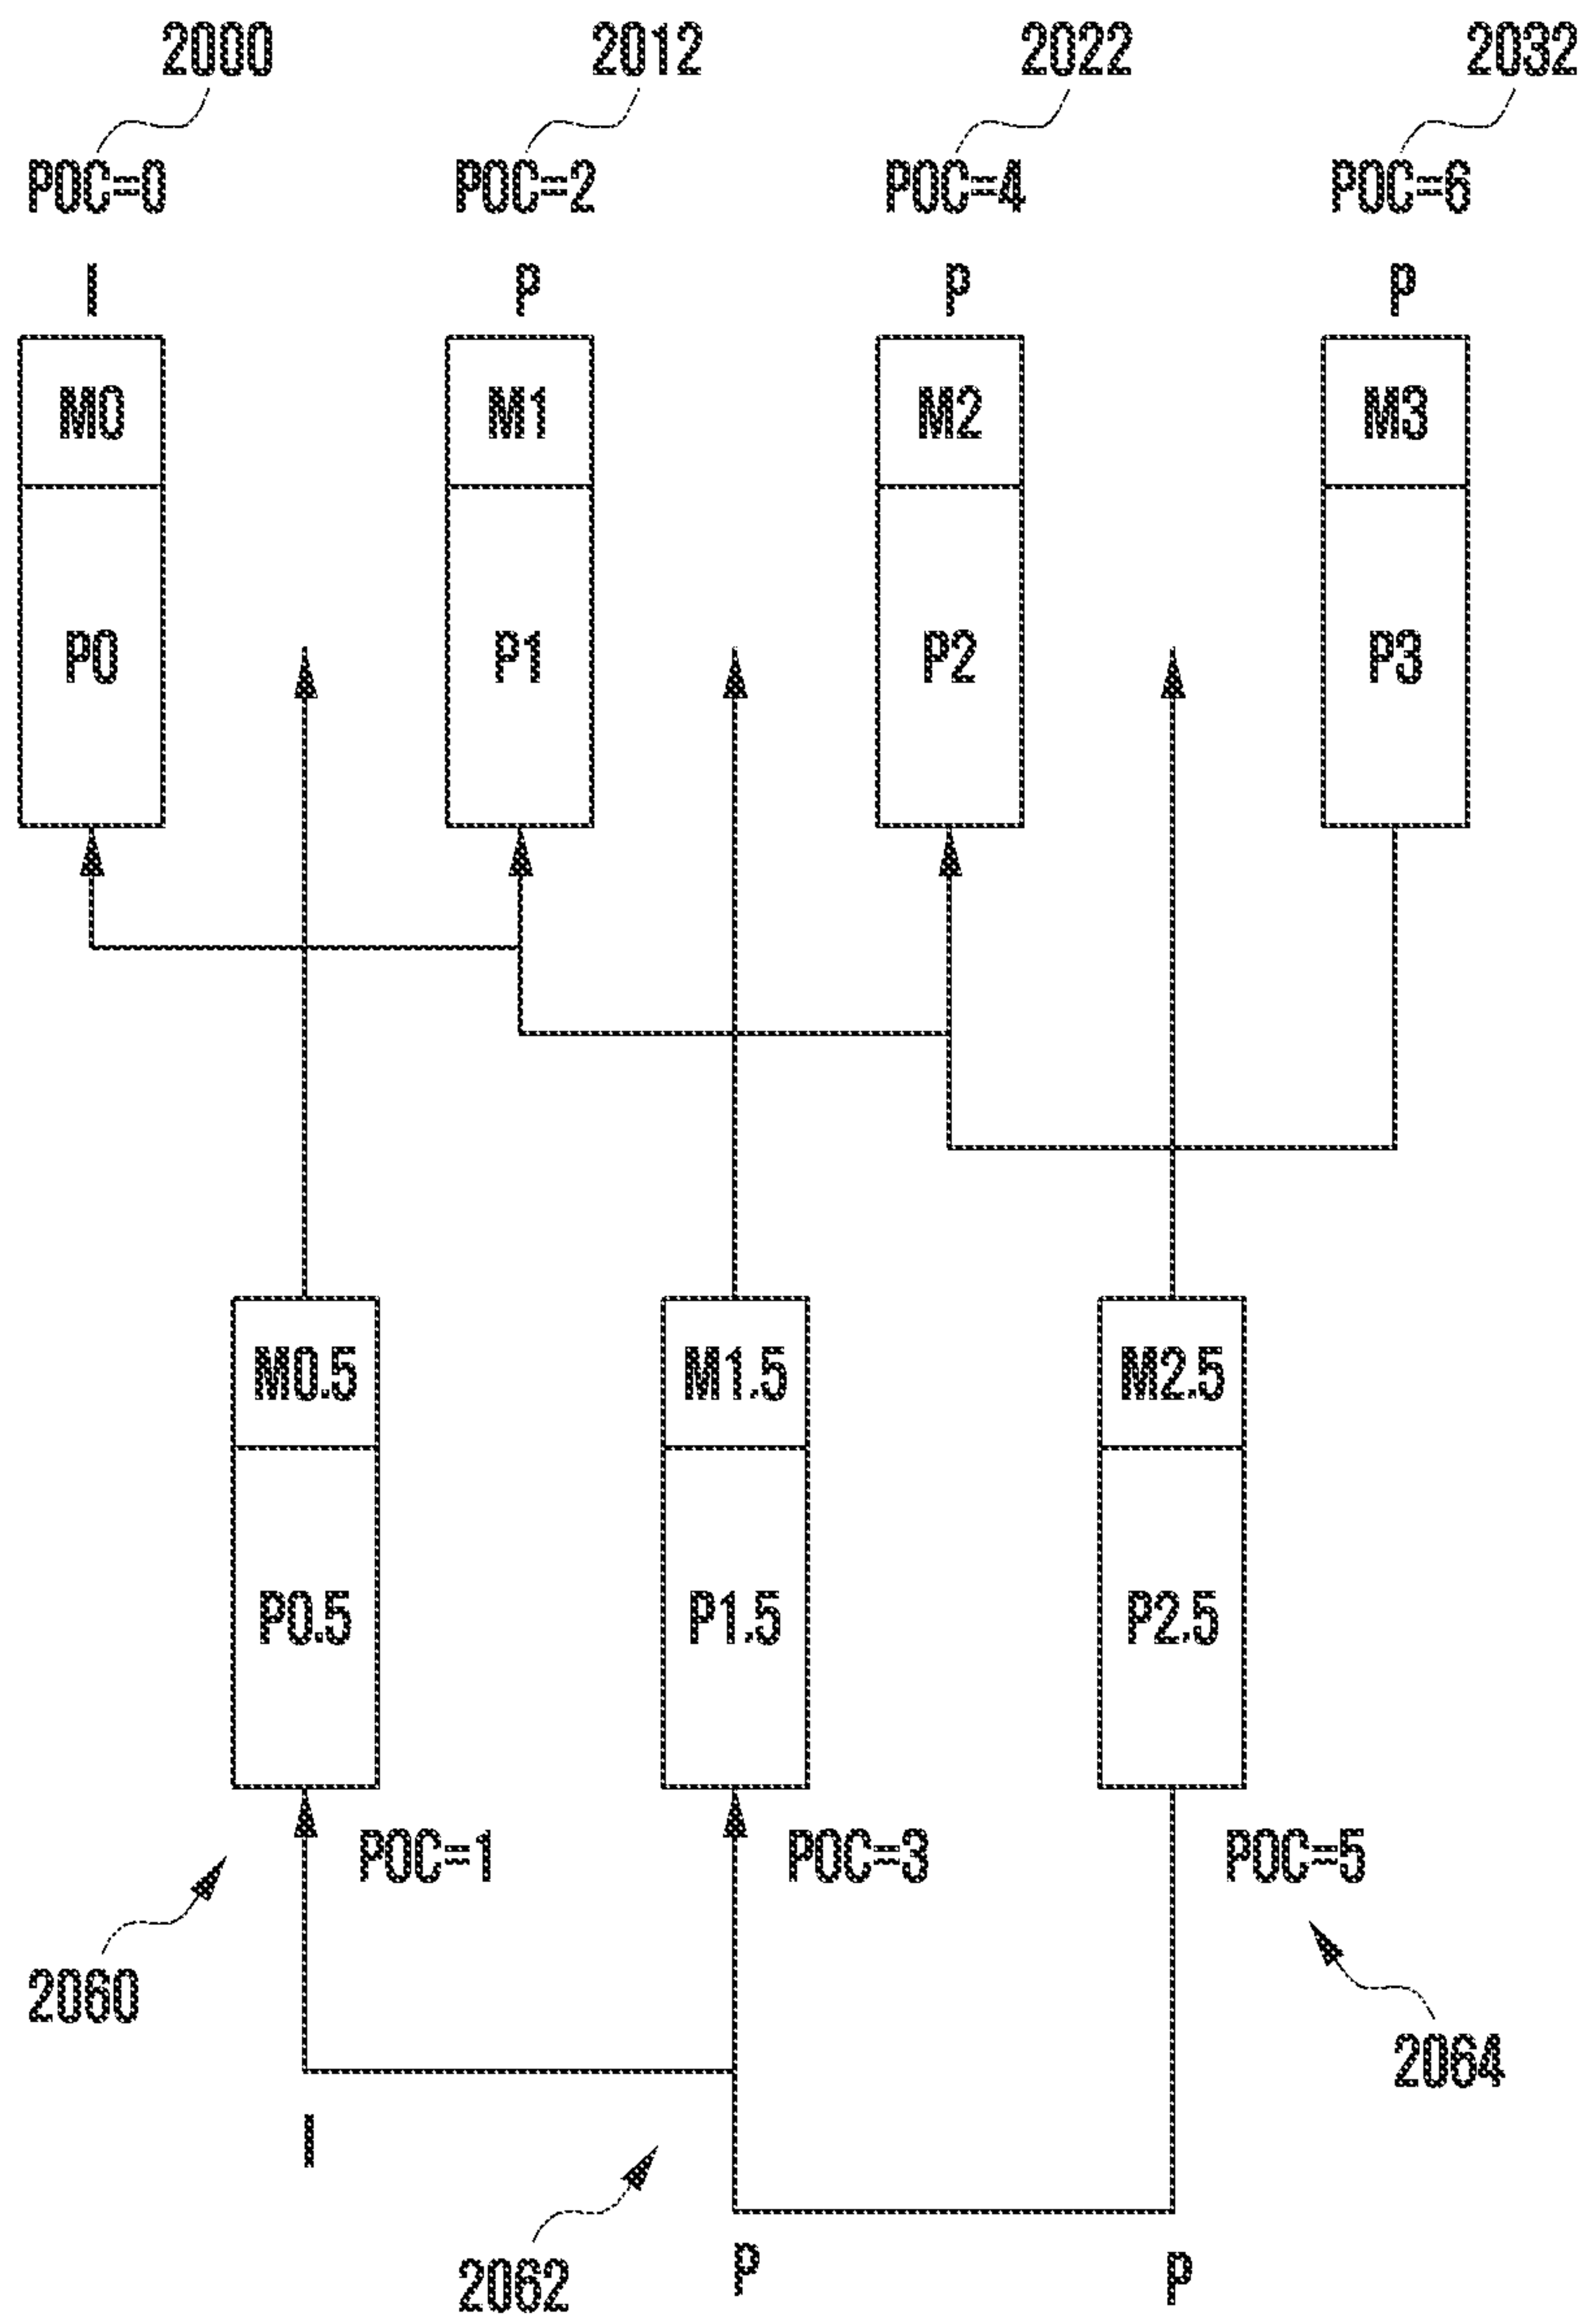 2000 2012 2022 2032
POC=0 POC=2 POC=4 POC=6
I P P P
M0 M1 M2 M3
P0 P1 P2 P3
M0.5 M1.5 M2.5
P0.5 P1.5 P2.5
POC=1 POC=3 POC=5
2060
2064
I
2062 P P